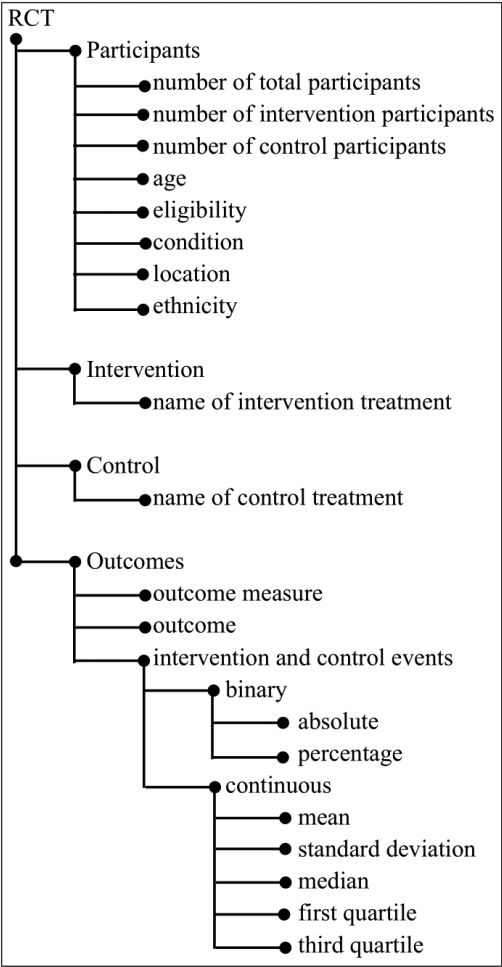 RCT
Participants
number of total participants
number of intervention participants
number of control participants
age
eligibility
condition
location
ethnicity
Intervention
name of intervention treatment
Control
name of control treatment
Outcomes
outcome measure
outcome
intervention and control events
binary
absolute
percentage
continuous
mean
standard deviation
median
first quartile
third quartile